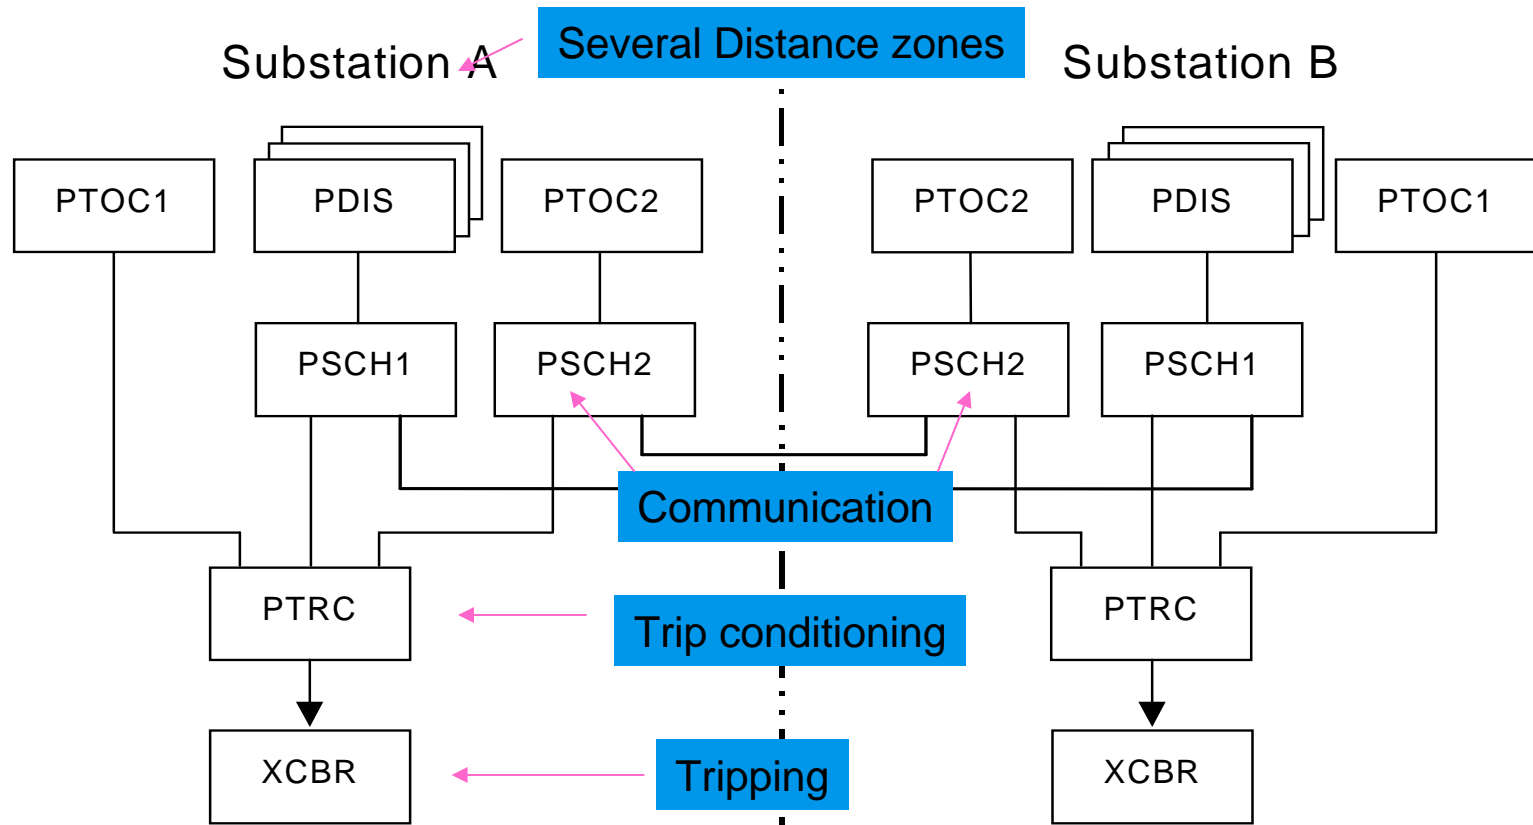 Several Distance zones
Substation A
Substation B
PTOC1
PDIS
PTOC2
PTOC2
PDIS
PTOC1
PSCH1
PSCH2
PSCH2
PSCH1
Communication
PTRC
Trip conditioning
PTRC
XCBR
Tripping
XCBR